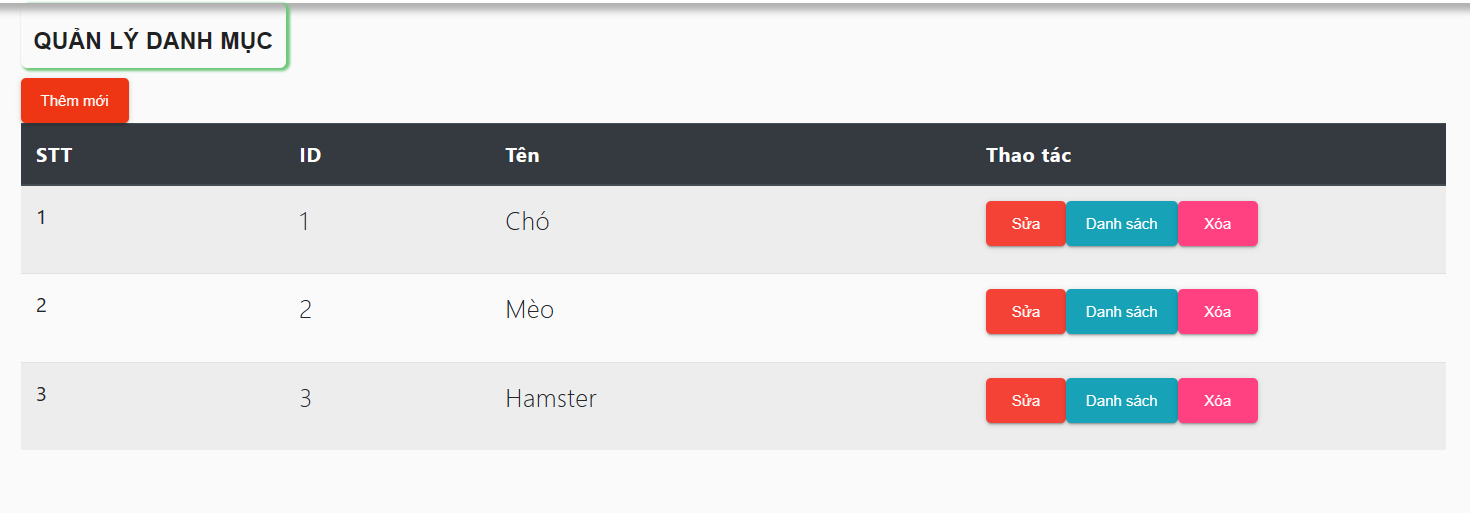 QUẢN LÝ DANH MỤC
Thêm mới
STT ID Tên Thao tác
1 1 Chó Sửa Danh sách Xóa
2 2 Mèo Sửa Danh sách Xóa
3 3 Hamster Sửa Danh sách Xóa